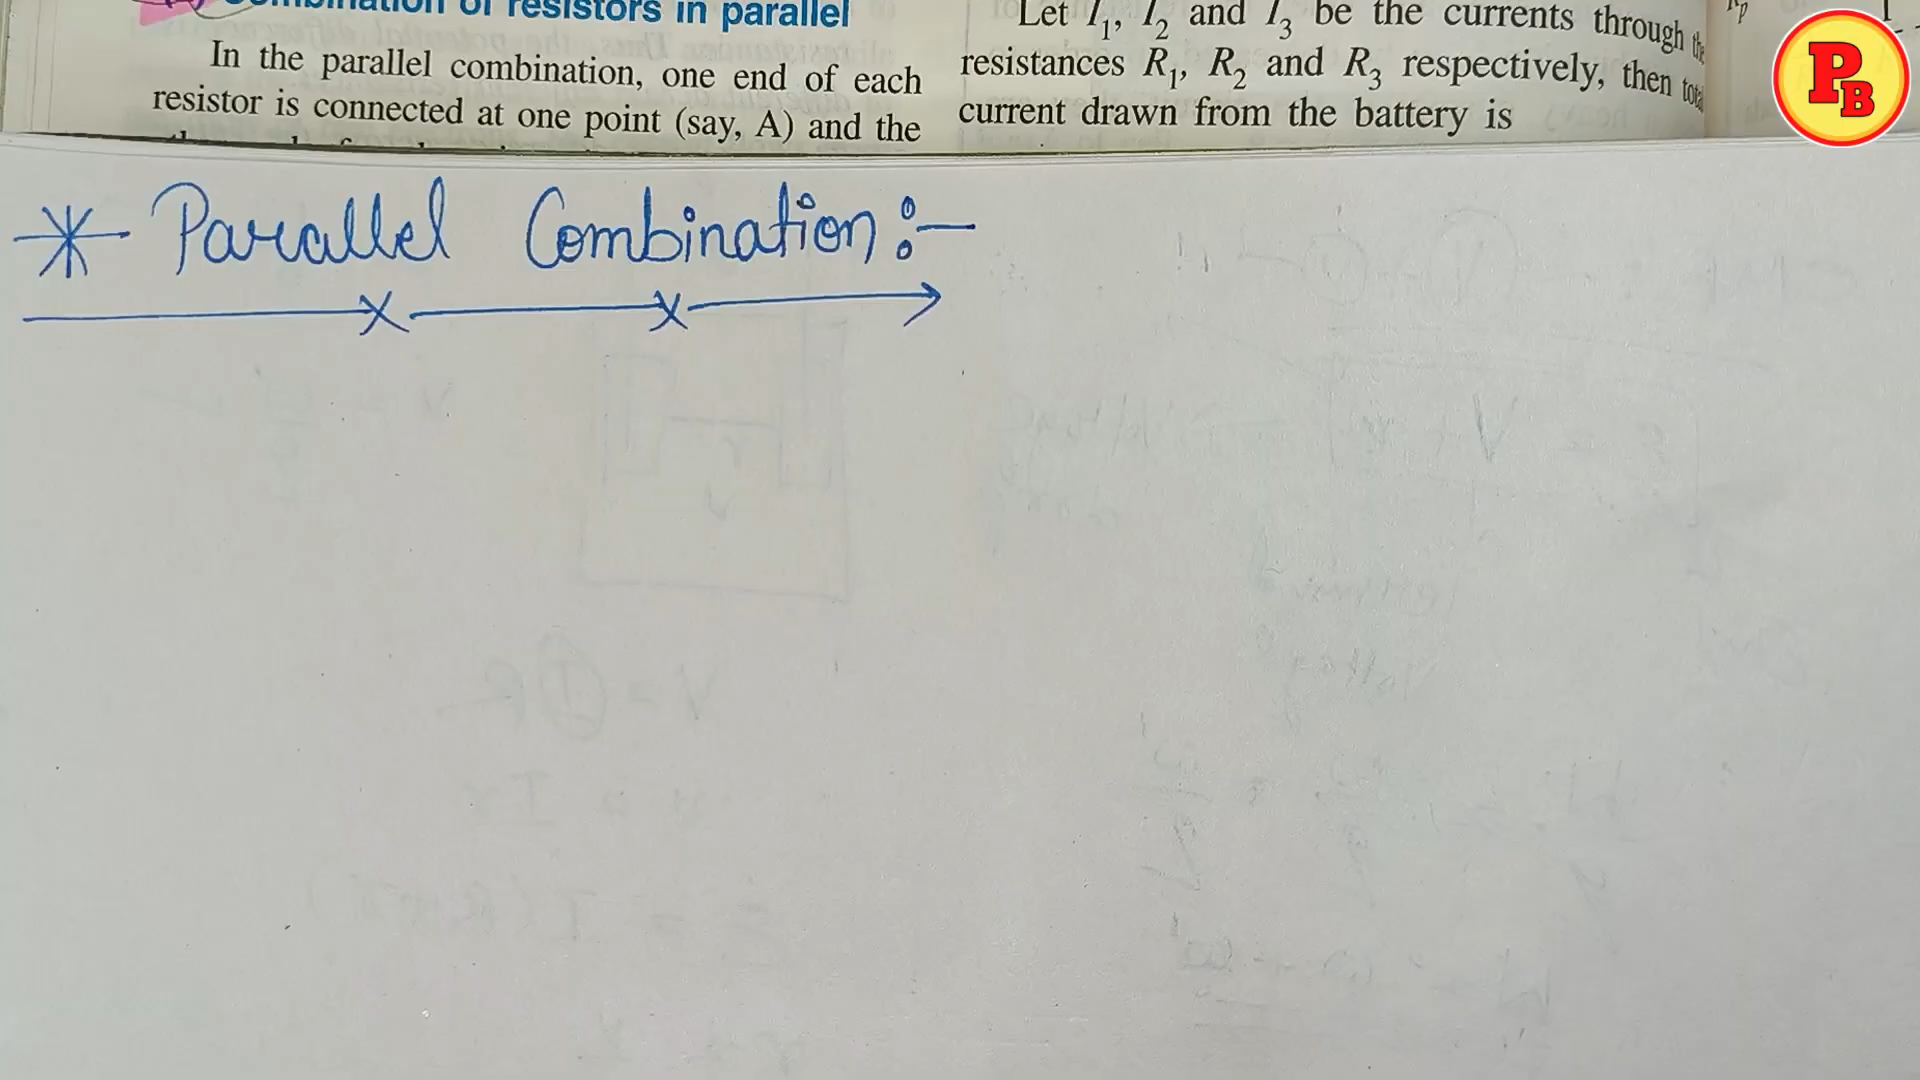 Combination of resistors in parallel
In the parallel combination, one end of each
resistor is connected at one point (say, A) and the
Let I₁, I₂ and I₃ be the currents through the
resistances R₁, R₂ and R₃ respectively, then total
current drawn from the battery is
PB
* Parallel Combination :-